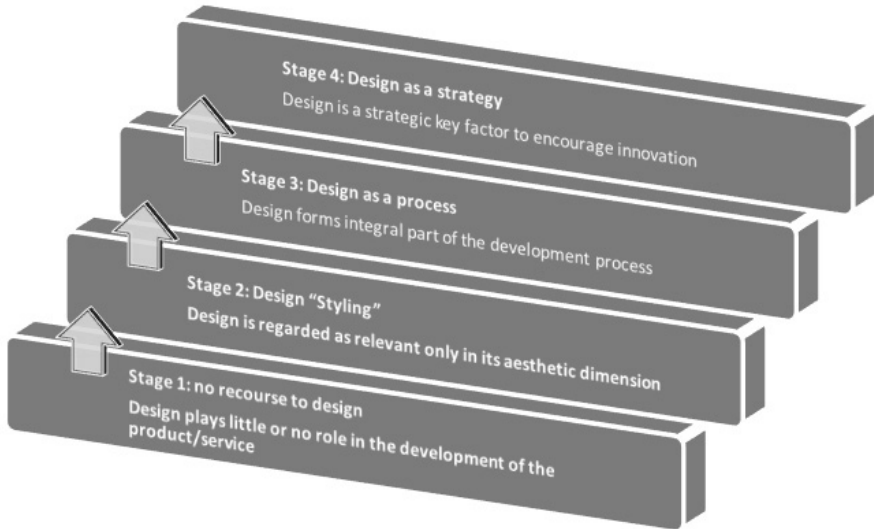 Stage 4: Design as a strategy
Design is a strategic key factor to encourage innovation
Stage 3: Design as a process
Design forms integral part of the development process
Stage 2: Design “Styling”
Design is regarded as relevant only in its aesthetic dimension
Stage 1: no recourse to design
Design plays little or no role in the development of the
product/service